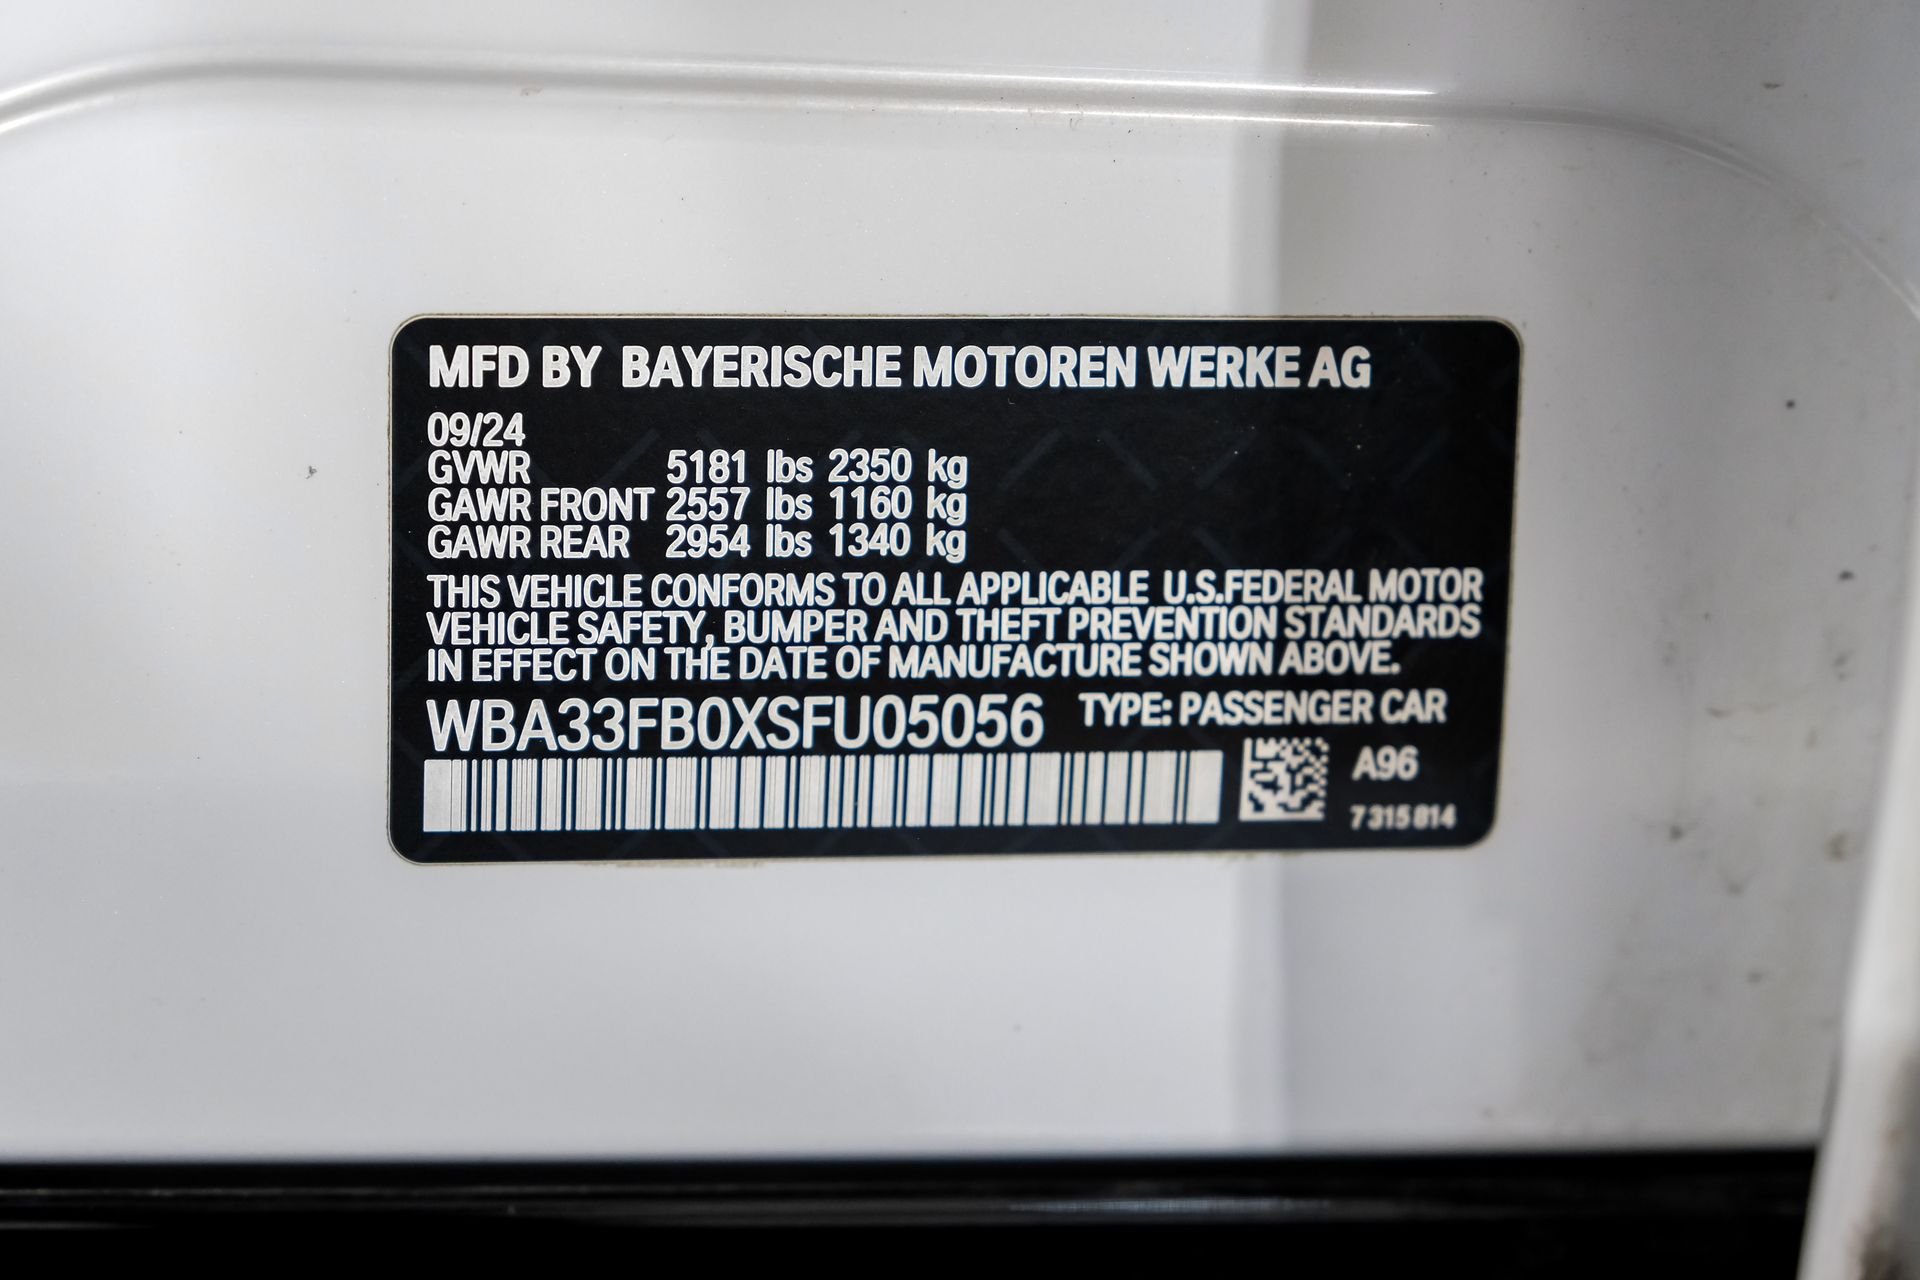 MFD BY BAYERISCHE MOTOREN WERKE AG
09/24
GVWR 5181 lbs 2350 kg
GAWR FRONT 2557 lbs 1160 kg
GAWR REAR 2954 lbs 1340 kg
THIS VEHICLE CONFORMS TO ALL APPLICABLE U.S.FEDERAL MOTOR
VEHICLE SAFETY, BUMPER AND THEFT PREVENTION STANDARDS
IN EFFECT ON THE DATE OF MANUFACTURE SHOWN ABOVE.
WBA33FB0XSFU05056 TYPE: PASSENGER CAR
A96
7 315 814